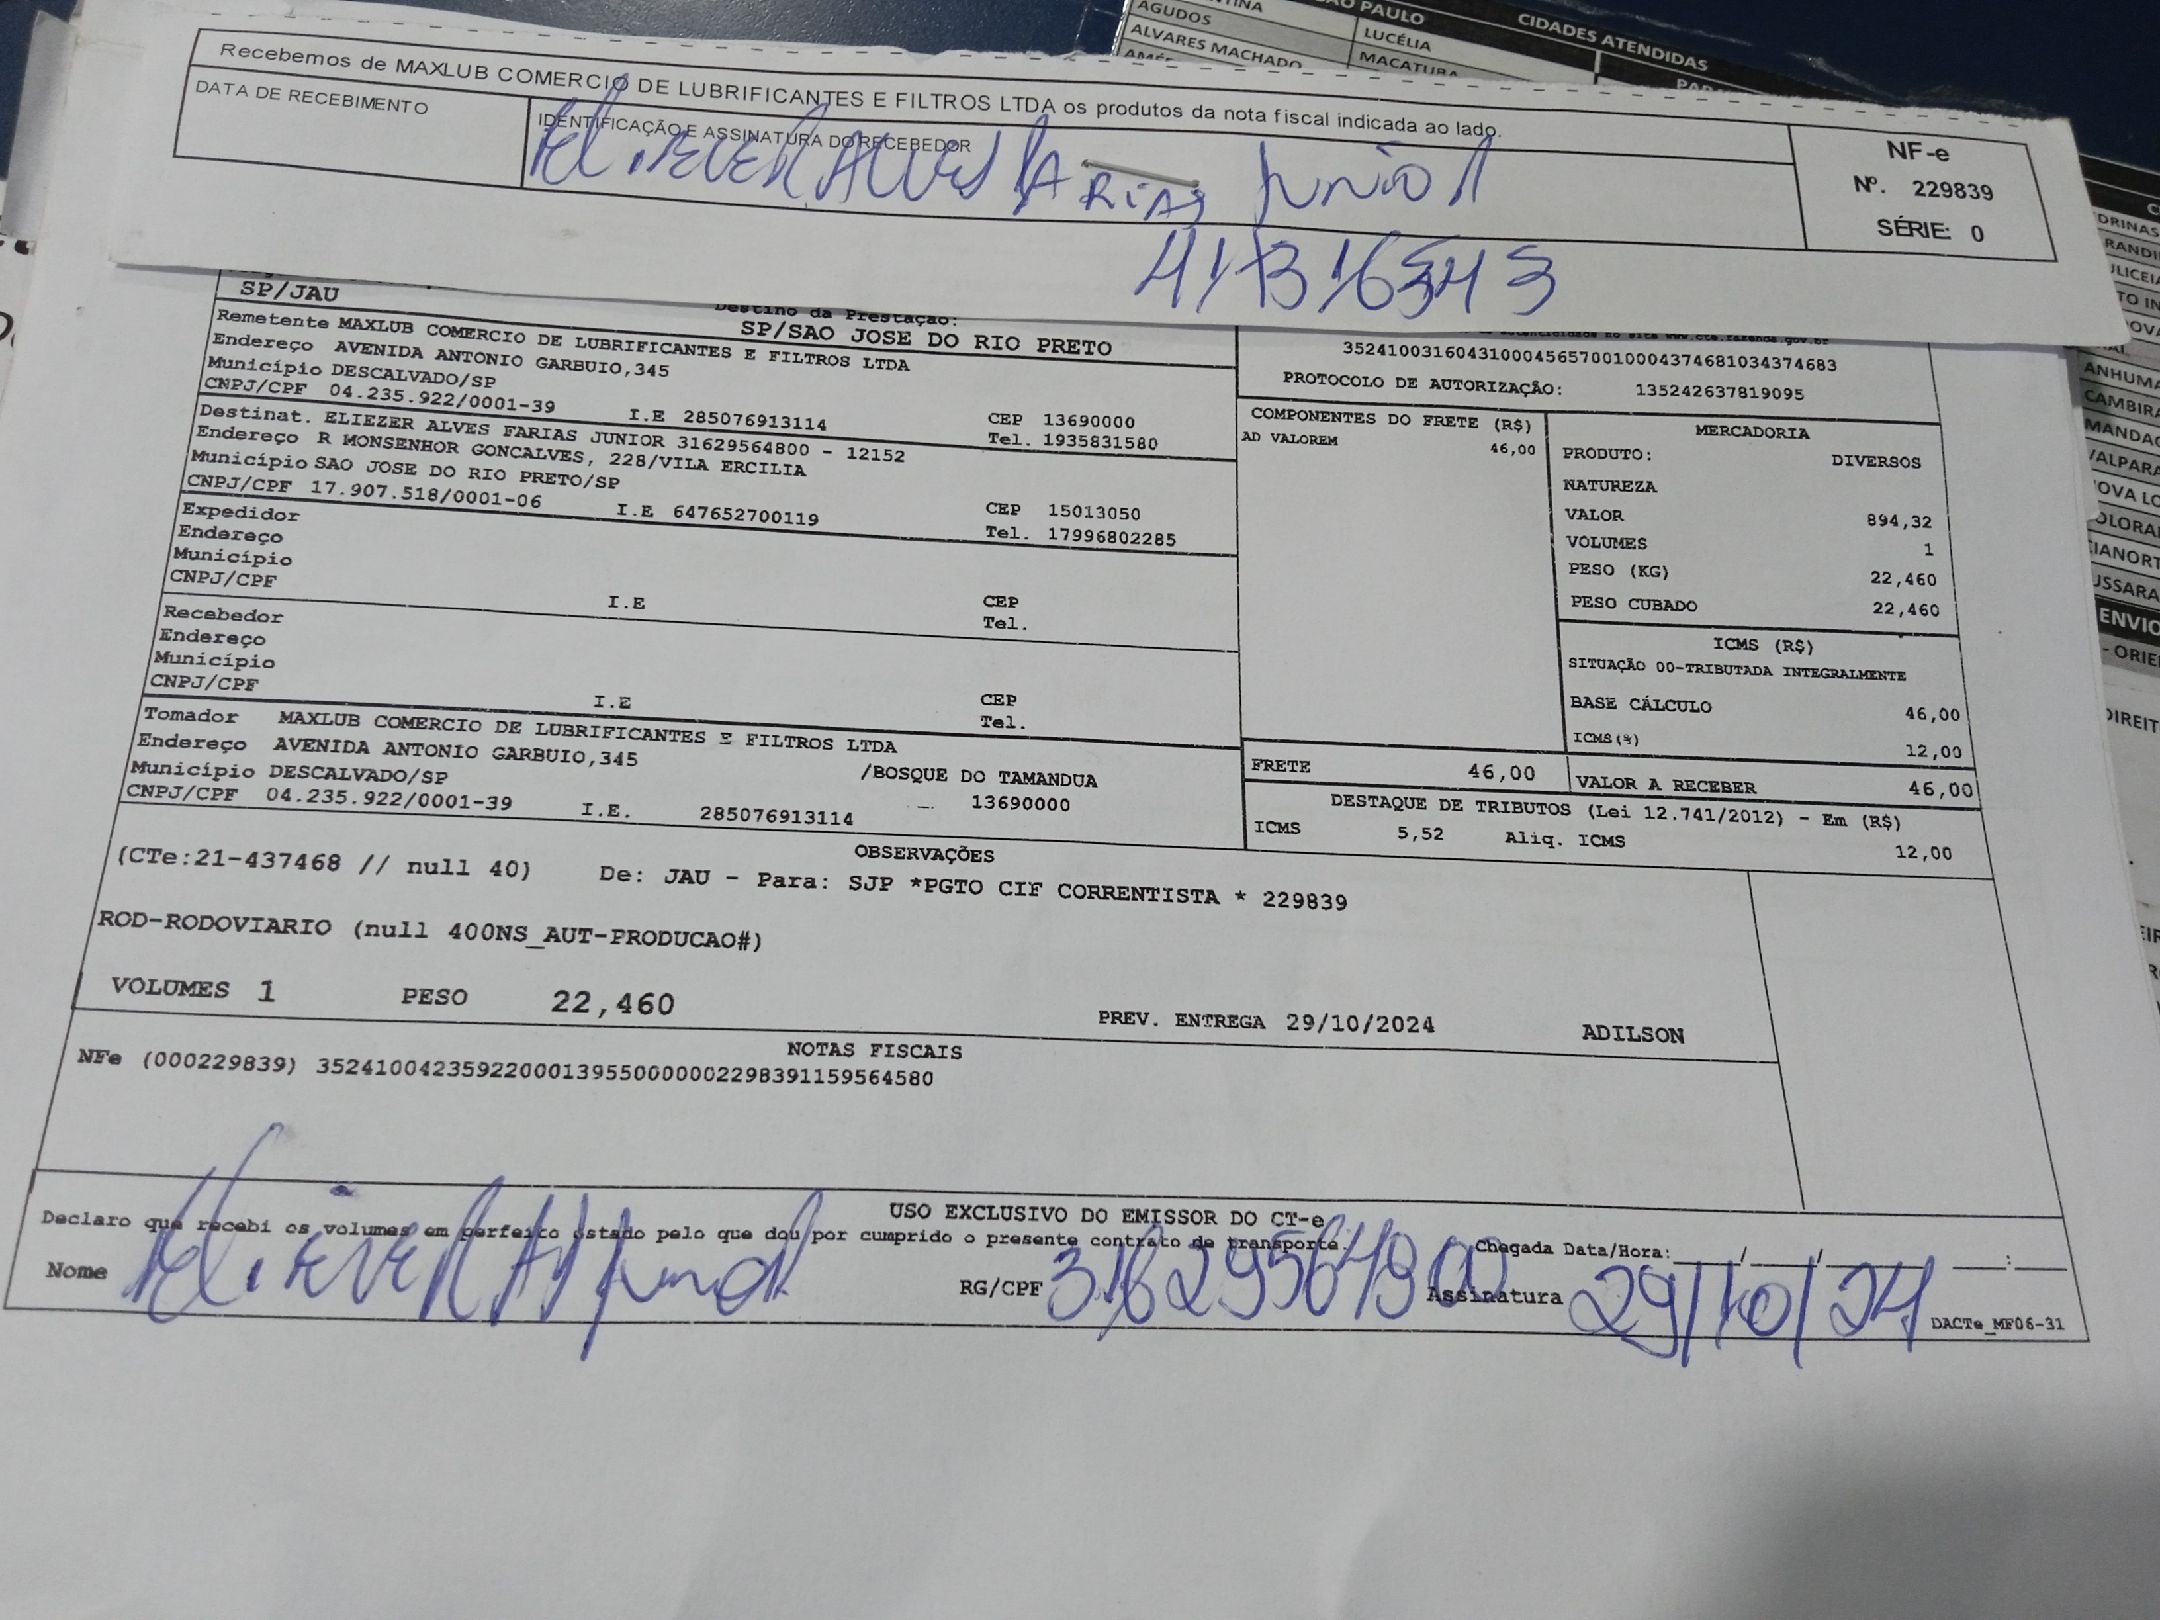 AGUDOS
PAULO
CIDADES ATENDIDAS
ALVARES MACHADO
LUCÉLIA
Recebemos de MAXLUB COMERCIO DE LUBRIFICANTES E FILTROS LTDA os produtos da nota fiscal indicada ao lado.
DATA DE RECEBIMENTO
IDENTIFICAÇÃO E ASSINATURA DO RECEBEDOR
NF-e
Nº. 229839
SÉRIE: 0
SP/JAU
Destino da Prestação:
SP/SAO JOSE DO RIO PRETO
35241003160431000456570010004374681034374683
PROTOCOLO DE AUTORIZAÇÃO: 135242637819095
Remetente MAXLUB COMERCIO DE LUBRIFICANTES E FILTROS LTDA
Endereço AVENIDA ANTONIO GARBUIO,345
Município DESCALVADO/SP CEP 13690000
CNPJ/CPF 04.235.922/0001-39 I.E 285076913114 Tel. 1935831580
Destinat. ELIEZER ALVES FARIAS JUNIOR 31629564800 - 12152
Endereço R MONSENHOR GONCALVES, 228/VILA ERCILIA
Município SAO JOSE DO RIO PRETO/SP CEP 15013050
CNPJ/CPF 17.907.518/0001-06 I.E 647652700119 Tel. 17996802285
Expedidor
Endereço
Município CEP
CNPJ/CPF I.E Tel.
Recebedor
Endereço
Município CEP
CNPJ/CPF I.E Tel.
Tomador MAXLUB COMERCIO DE LUBRIFICANTES E FILTROS LTDA
Endereço AVENIDA ANTONIO GARBUIO,345 /BOSQUE DO TAMANDUA
Município DESCALVADO/SP 13690000
CNPJ/CPF 04.235.922/0001-39 I.E. 285076913114
COMPONENTES DO FRETE (R$)
AD VALOREM 46,00
MERCADORIA
PRODUTO: DIVERSOS
NATUREZA
VALOR 894,32
VOLUMES 1
PESO (KG) 22,460
PESO CUBADO 22,460
ICMS (R$)
SITUAÇÃO 00-TRIBUTADA INTEGRALMENTE
BASE CÁLCULO 46,00
ICMS(%) 12,00
FRETE 46,00 VALOR A RECEBER 46,00
DESTAQUE DE TRIBUTOS (Lei 12.741/2012) - Em (R$)
ICMS 5,52 Aliq. ICMS 12,00
OBSERVAÇÕES
(CTe:21-437468 // null 40) De: JAU - Para: SJP *PGTO CIF CORRENTISTA * 229839
ROD-RODOVIARIO (null 400NS_AUT-PRODUCAO#)
VOLUMES 1 PESO 22,460 PREV. ENTREGA 29/10/2024 ADILSON
NOTAS FISCAIS
NFe (000229839) 35241004235922000139550000002298391159564580
USO EXCLUSIVO DO EMISSOR DO CT-e
Declaro que recebi os volumes em perfeito estado pelo que dou por cumprido o presente contrato de transporte. Chegada Data/Hora: ___/___/___ ___:___
Nome RG/CPF Assinatura 29/10/24 DACTe_MF06-31